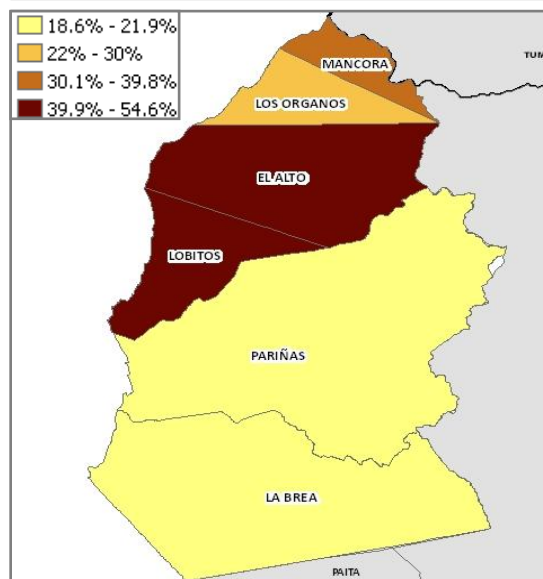 18.6% - 21.9%
22% - 30%
30.1% - 39.8%
39.9% - 54.6%
TUM
MANCORA
LOS ORGANOS
EL ALTO
LOBITOS
PARIÑAS
LA BREA
PAITA